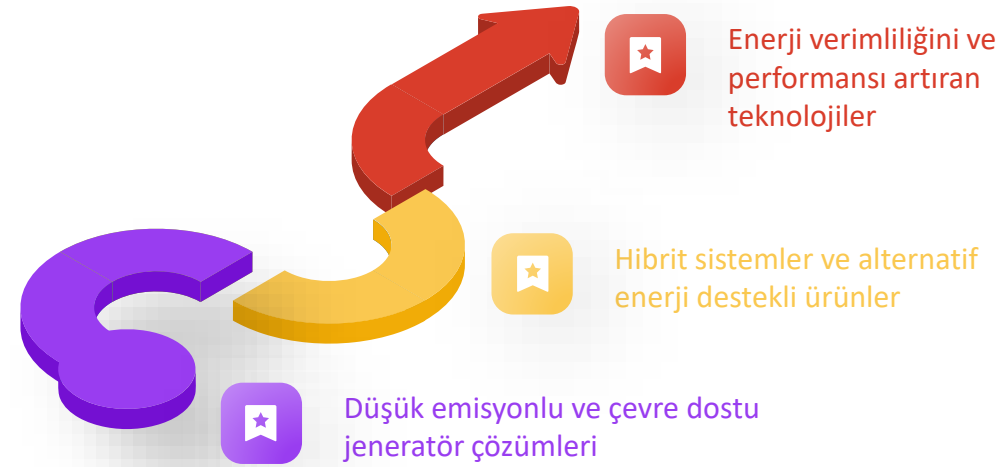 Enerji verimliliğini ve
performansı artıran
teknolojiler
Hibrit sistemler ve alternatif
enerji destekli ürünler
Düşük emisyonlu ve çevre dostu
jeneratör çözümleri